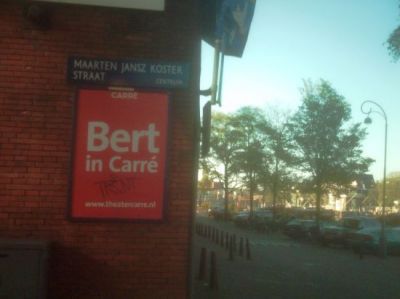 MAARTEN JANSZ KOSTER
STRAAT
CENTRUM
CARRÉ
Bert
in Carré
www.theatercarre.nl